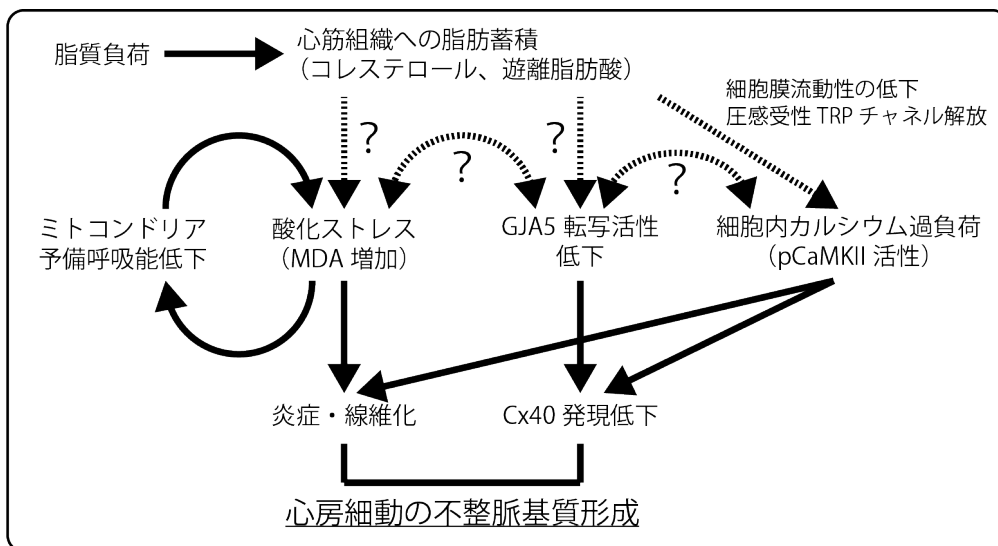 脂質負荷
心筋組織への脂肪蓄積
（コレステロール、遊離脂肪酸）
細胞膜流動性の低下
圧感受性 TRP チャネル解放
?
?
?
?
ミトコンドリア
予備呼吸能低下
酸化ストレス
（MDA 増加）
GJA5 転写活性
低下
細胞内カルシウム過負荷
（pCaMKII 活性）
炎症・線維化
Cx40 発現低下
心房細動の不整脈基質形成